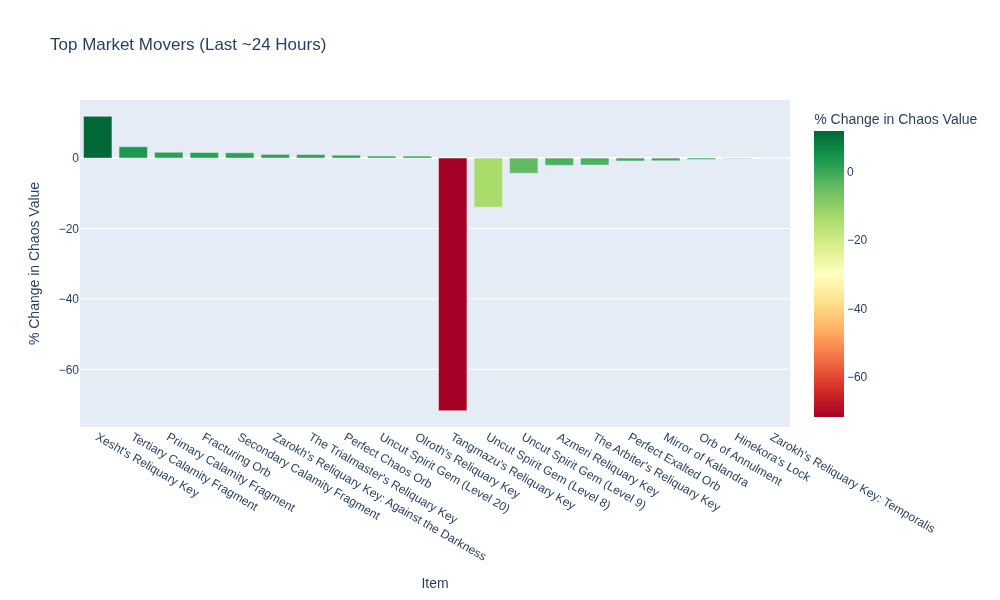 Top Market Movers (Last ~24 Hours)
% Change in Chaos Value
0
−20
−40
−60
% Change in Chaos Value
0
−20
−40
−60
Xesht's Reliquary Key
Tertiary Calamity Fragment
Primary Calamity Fragment
Fracturing Orb
Secondary Calamity Fragment
Zarokh's Reliquary Key: Against the Darkness
The Trialmaster's Reliquary Key
Perfect Chaos Orb
Uncut Spirit Gem (Level 20)
Olroth's Reliquary Key
Tangmazu's Reliquary Key
Uncut Spirit Gem (Level 8)
Uncut Spirit Gem (Level 9)
Azmeri Reliquary Key
The Arbiter's Reliquary Key
Perfect Exalted Orb
Mirror of Kalandra
Orb of Annulment
Hinekora's Lock
Zarokh's Reliquary Key: Temporalis
Item